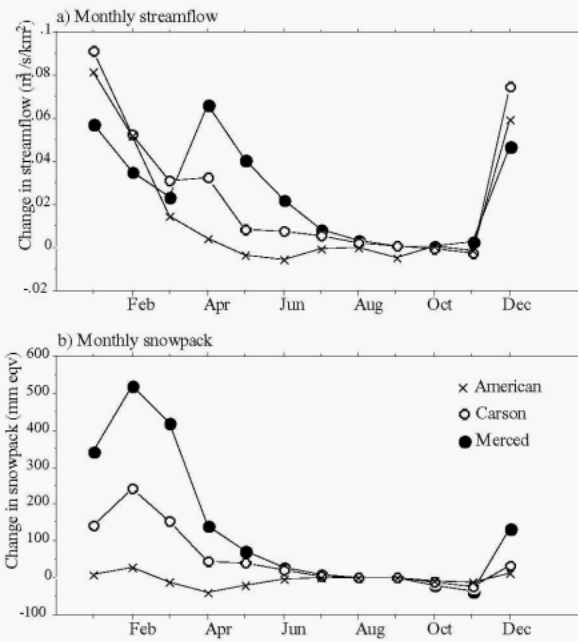 a) Monthly streamflow
.1
.08
.06
.04
.02
0
-.02
Change in streamflow (m³/s/km²)
Feb Apr Jun Aug Oct Dec
b) Monthly snowpack
600
500
400
300
200
100
0
-100
Change in snowpack (mm eqv)
American
Carson
Merced
Feb Apr Jun Aug Oct Dec